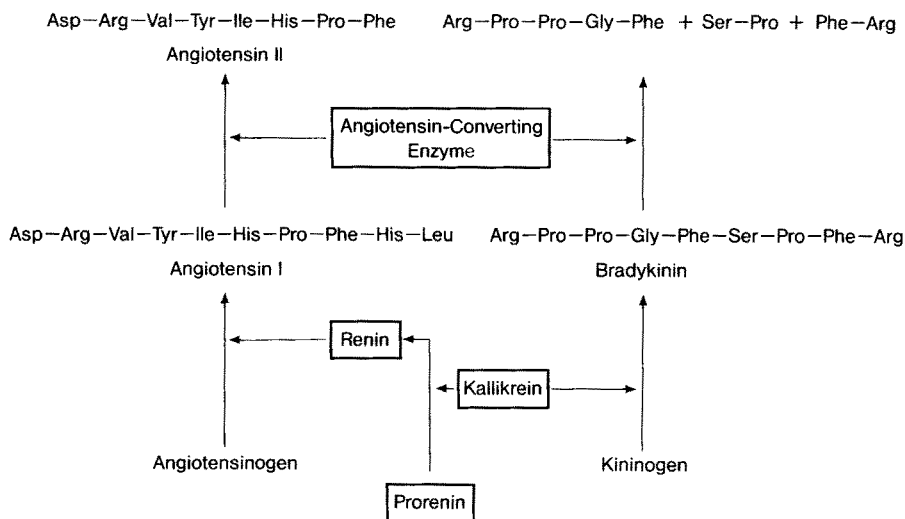 Asp–Arg–Val–Tyr–Ile–His–Pro–Phe
Arg–Pro–Pro–Gly–Phe + Ser–Pro + Phe–Arg
Angiotensin II
Angiotensin-Converting
Enzyme
Asp–Arg–Val–Tyr–Ile–His–Pro–Phe–His–Leu
Arg–Pro–Pro–Gly–Phe–Ser–Pro–Phe–Arg
Angiotensin I
Bradykinin
Renin
Kallikrein
Angiotensinogen
Kininogen
Prorenin